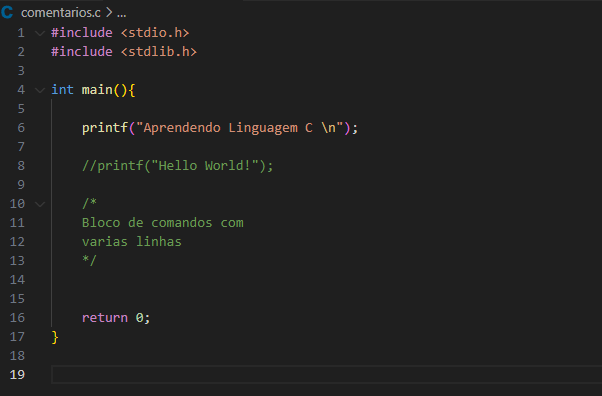 comentarios.c > ...
1 #include <stdio.h>
2 #include <stdlib.h>
3
4 int main(){
5
6 printf("Aprendendo Linguagem C \n");
7
8 //printf("Hello World!");
9
10 /*
11 Bloco de comandos com
12 varias linhas
13 */
14
15
16 return 0;
17 }
18
19